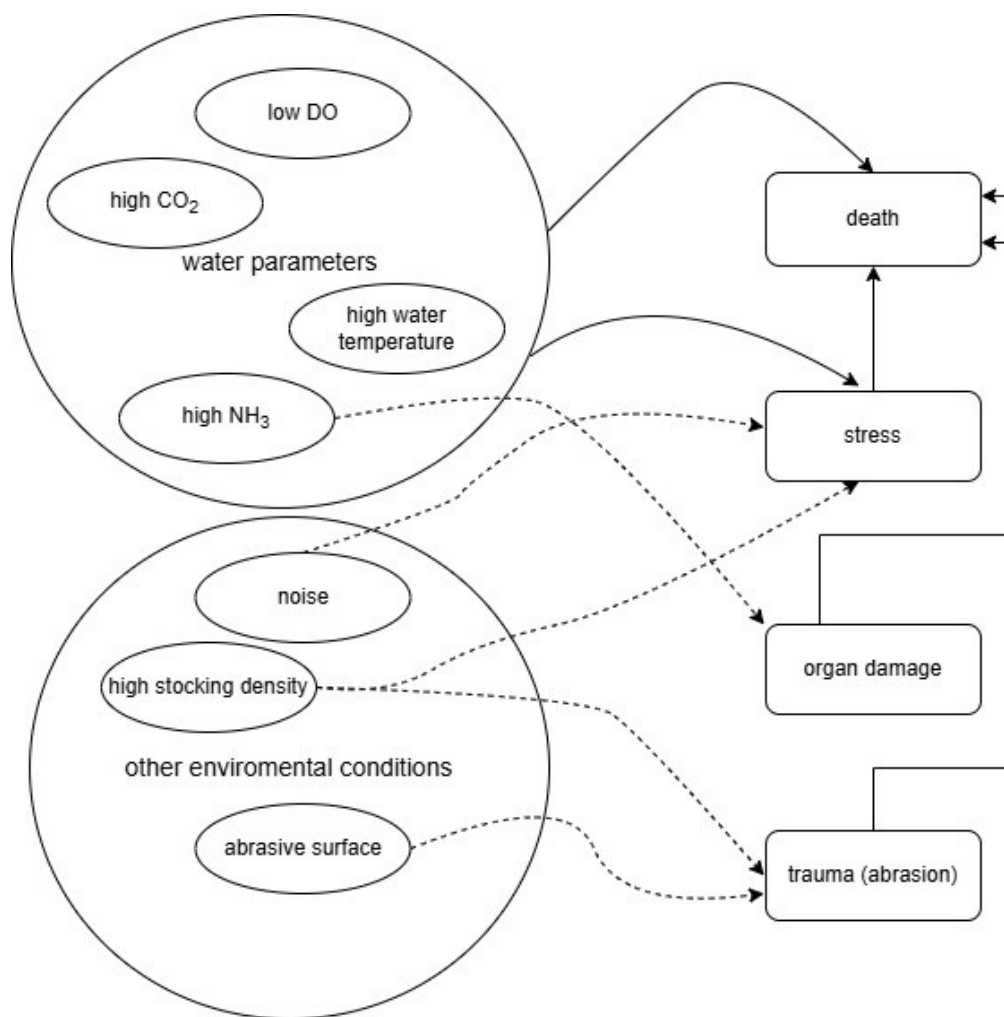 low DO
high CO₂
water parameters
high water
temperature
high NH₃
death
stress
noise
high stocking density
other enviromental conditions
abrasive surface
organ damage
trauma (abrasion)